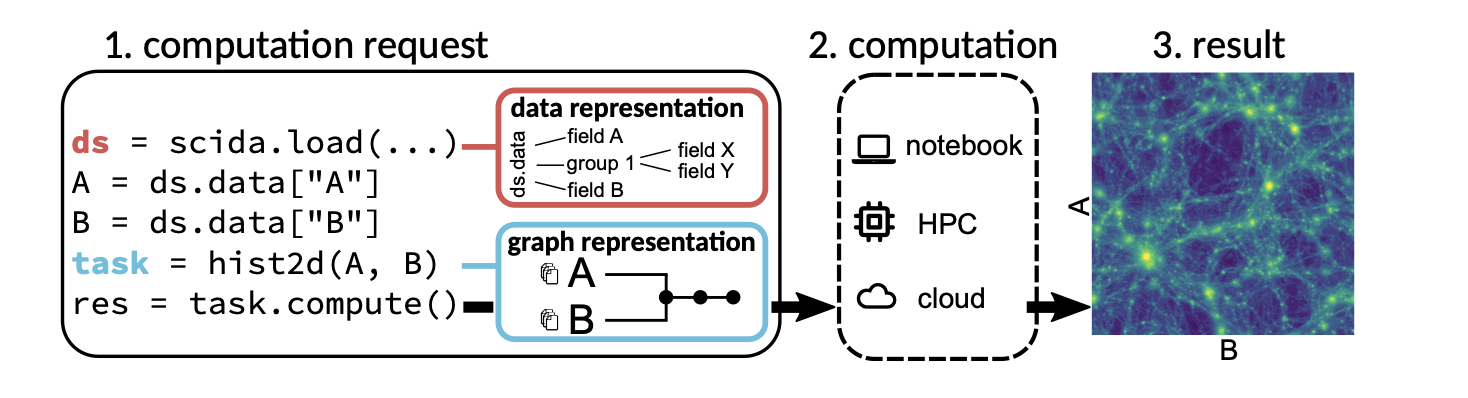 1. computation request
ds = scida.load(...)
A = ds.data["A"]
B = ds.data["B"]
task = hist2d(A, B)
res = task.compute()
data representation
ds.data
field A
group 1
field X
field Y
field B
graph representation
A
B
2. computation
notebook
HPC
cloud
3. result
A
B